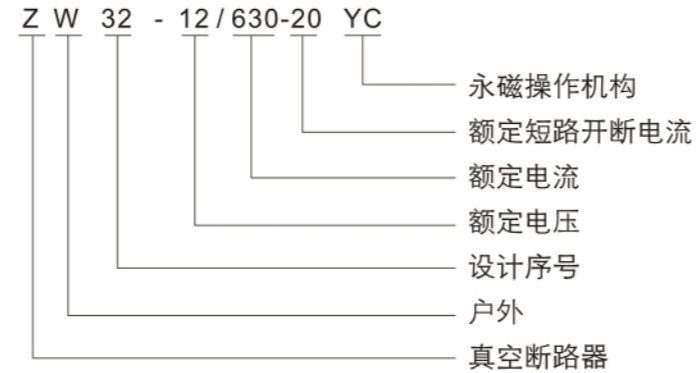 ZW32-12/630-20 YC
永磁操作机构
额定短路开断电流
额定电流
额定电压
设计序号
户外
真空断路器